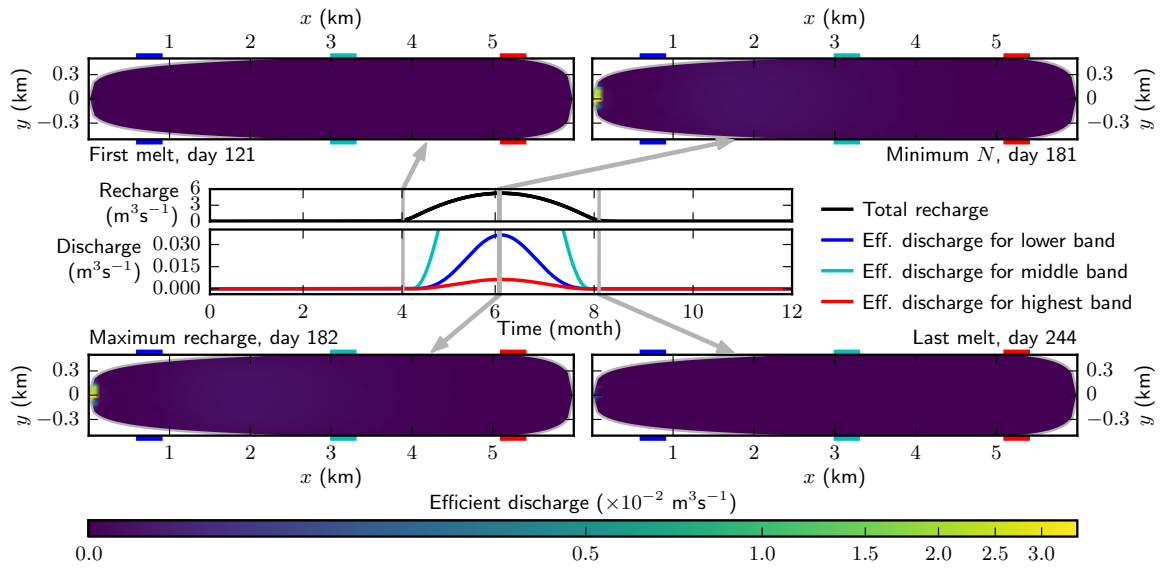 x (km)
x (km)
1 2 3 4 5
1 2 3 4 5
y (km)
0.3
0
−0.3
0.3
0
−0.3
y (km)
First melt, day 121
Minimum N, day 181
Recharge
(m³s⁻¹)
6
3
0
Discharge
(m³s⁻¹)
0.030
0.015
0.000
0 2 4 6 8 10 12
Time (month)
Total recharge
Eff. discharge for lower band
Eff. discharge for middle band
Eff. discharge for highest band
Maximum recharge, day 182
Last melt, day 244
y (km)
0.3
0
−0.3
0.3
0
−0.3
y (km)
1 2 3 4 5
1 2 3 4 5
x (km)
x (km)
Efficient discharge (×10⁻² m³s⁻¹)
0.0 0.5 1.0 1.5 2.0 2.5 3.0